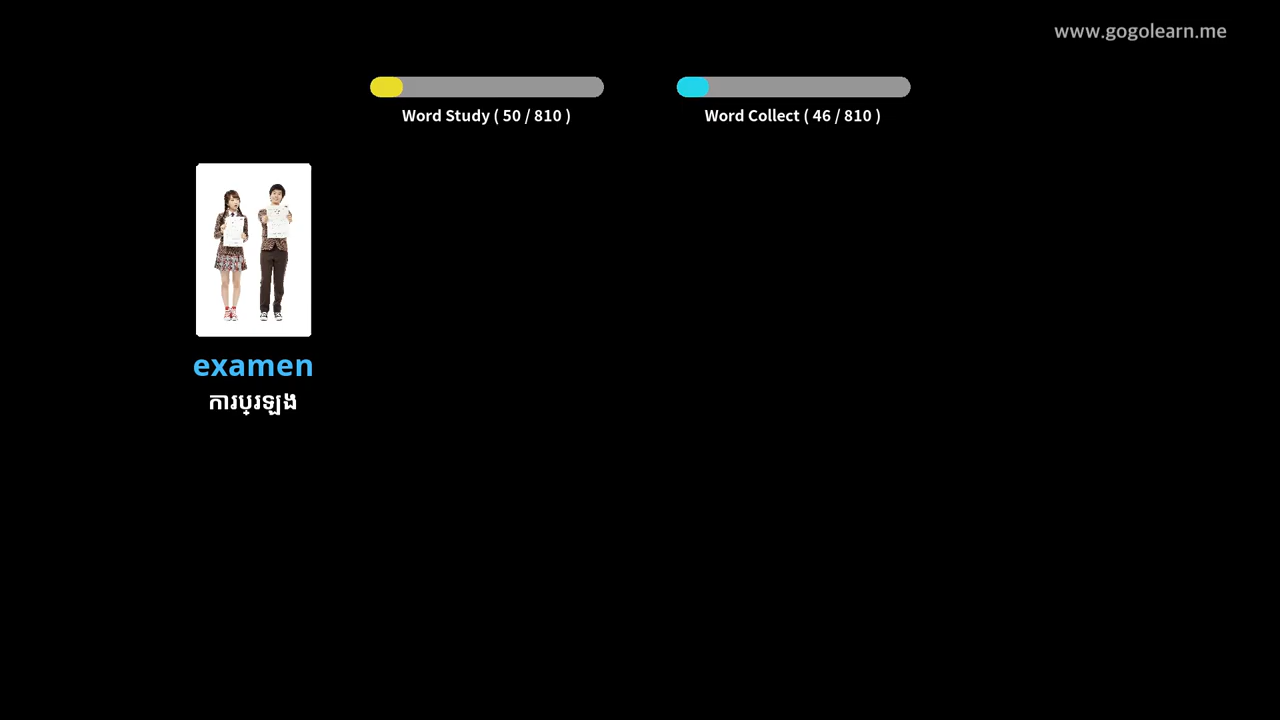 www.gogolearn.me
Word Study ( 50 / 810 )
Word Collect ( 46 / 810 )
examen
ការប្រឡង